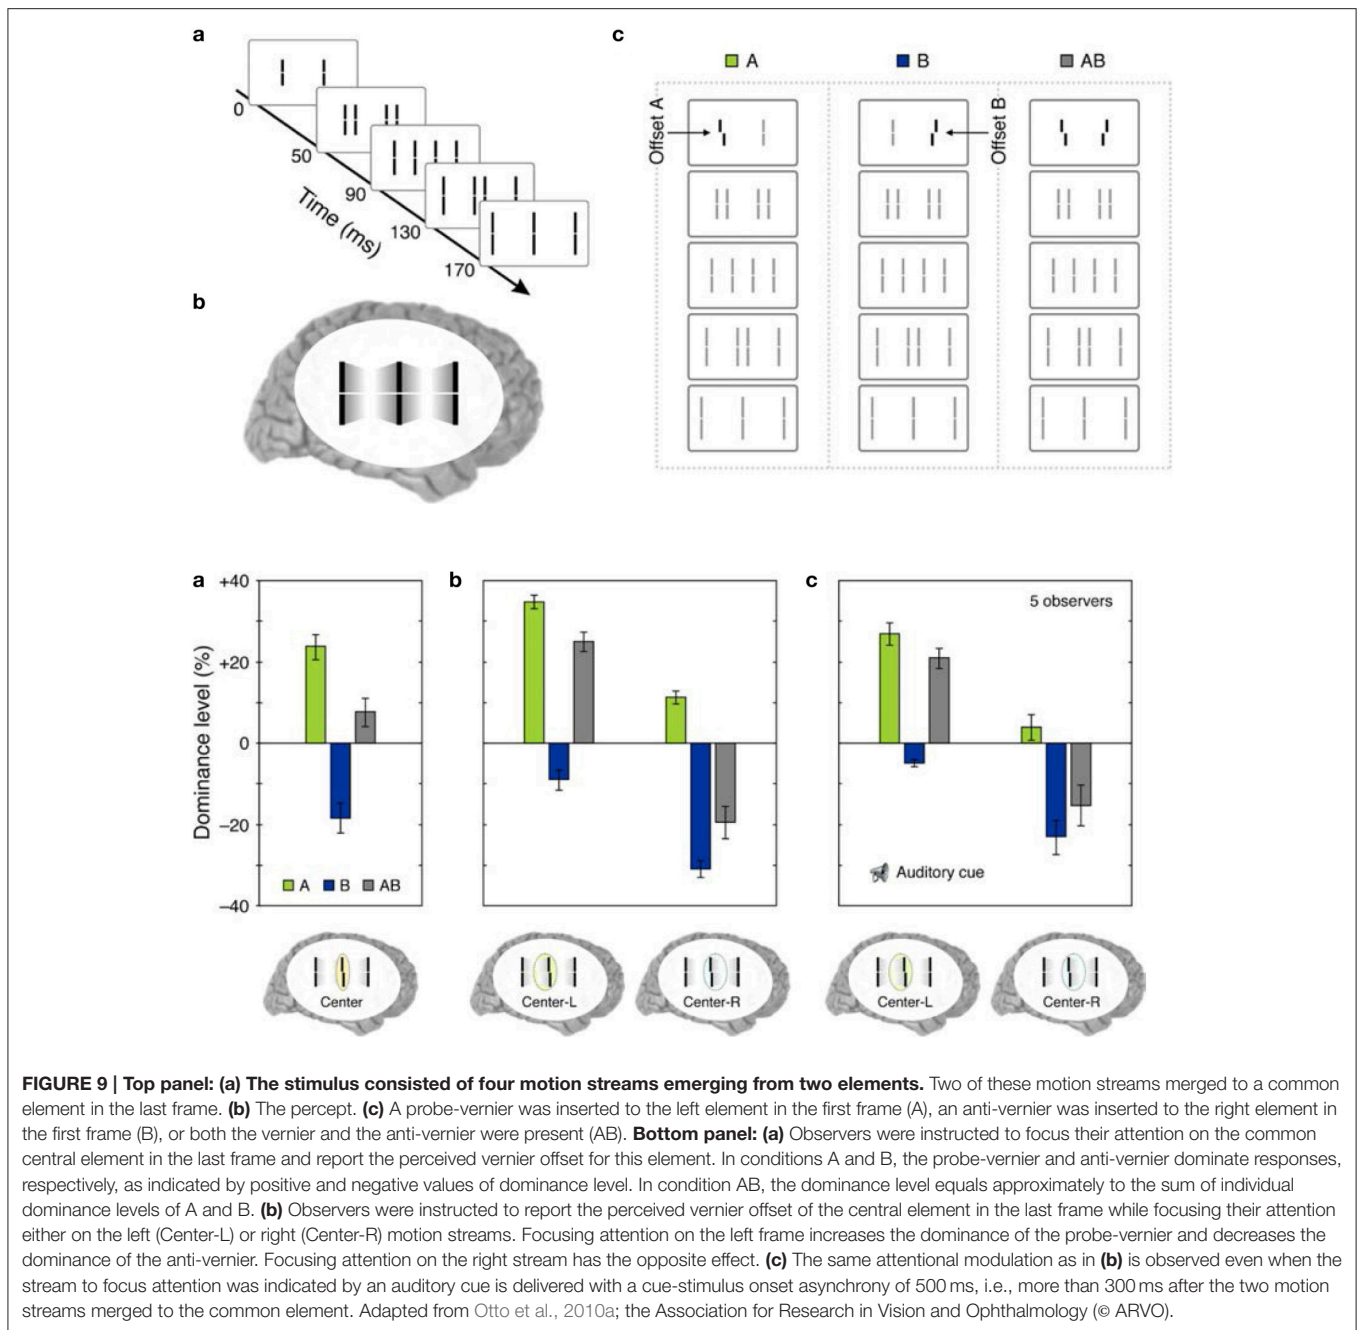 a
0
50
90
130
170
Time (ms)
b
c
A
B
AB
Offset A
Offset B
a
b
c
+40
+20
0
−20
−40
Dominance level (%)
A B AB
5 observers
Auditory cue
Center
Center-L
Center-R
Center-L
Center-R
FIGURE 9 | Top panel: (a) The stimulus consisted of four motion streams emerging from two elements. Two of these motion streams merged to a common
element in the last frame. (b) The percept. (c) A probe-vernier was inserted to the left element in the first frame (A), an anti-vernier was inserted to the right element in
the first frame (B), or both the vernier and the anti-vernier were present (AB). Bottom panel: (a) Observers were instructed to focus their attention on the common
central element in the last frame and report the perceived vernier offset for this element. In conditions A and B, the probe-vernier and anti-vernier dominate responses,
respectively, as indicated by positive and negative values of dominance level. In condition AB, the dominance level equals approximately to the sum of individual
dominance levels of A and B. (b) Observers were instructed to report the perceived vernier offset of the central element in the last frame while focusing their attention
either on the left (Center-L) or right (Center-R) motion streams. Focusing attention on the left frame increases the dominance of the probe-vernier and decreases the
dominance of the anti-vernier. Focusing attention on the right stream has the opposite effect. (c) The same attentional modulation as in (b) is observed even when the
stream to focus attention was indicated by an auditory cue is delivered with a cue-stimulus onset asynchrony of 500 ms, i.e., more than 300 ms after the two motion
streams merged to the common element. Adapted from Otto et al., 2010a; the Association for Research in Vision and Ophthalmology (© ARVO).